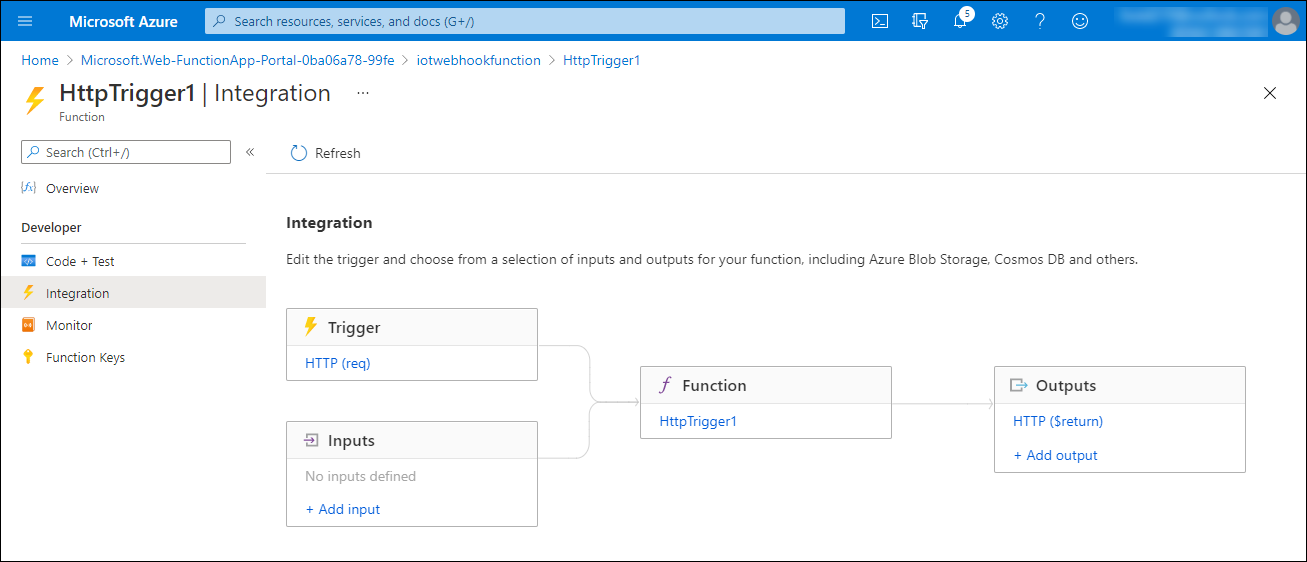 Microsoft Azure
Search resources, services, and docs (G+/)
5
Home > Microsoft.Web-FunctionApp-Portal-0ba06a78-99fe > iotwebhookfunction > HttpTrigger1
HttpTrigger1 | Integration ...
Function
Search (Ctrl+/)
«
Refresh
Overview
Developer
Code + Test
Integration
Monitor
Function Keys
Integration
Edit the trigger and choose from a selection of inputs and outputs for your function, including Azure Blob Storage, Cosmos DB and others.
Trigger
HTTP (req)
Inputs
No inputs defined
+ Add input
Function
HttpTrigger1
Outputs
HTTP ($return)
+ Add output